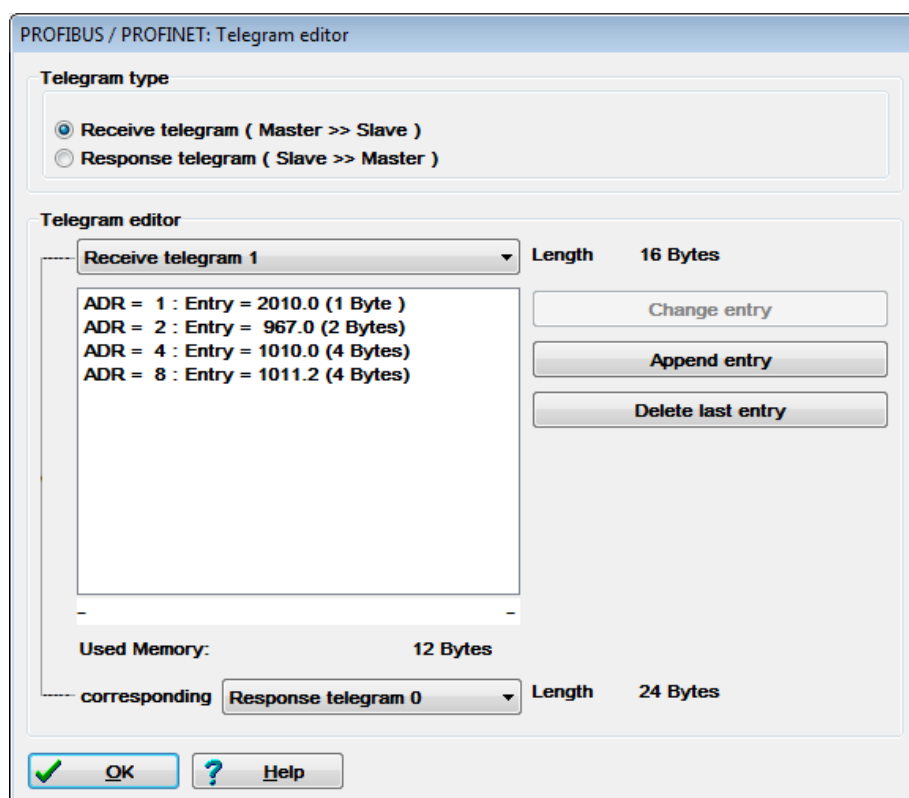 PROFIBUS / PROFINET: Telegram editor
Telegram type
Receive telegram ( Master >> Slave )
Response telegram ( Slave >> Master )
Telegram editor
Receive telegram 1 Length 16 Bytes
ADR = 1 : Entry = 2010.0 (1 Byte )
ADR = 2 : Entry = 967.0 (2 Bytes)
ADR = 4 : Entry = 1010.0 (4 Bytes)
ADR = 8 : Entry = 1011.2 (4 Bytes)
Change entry
Append entry
Delete last entry
– –
Used Memory: 12 Bytes
corresponding Response telegram 0 Length 24 Bytes
OK ? Help